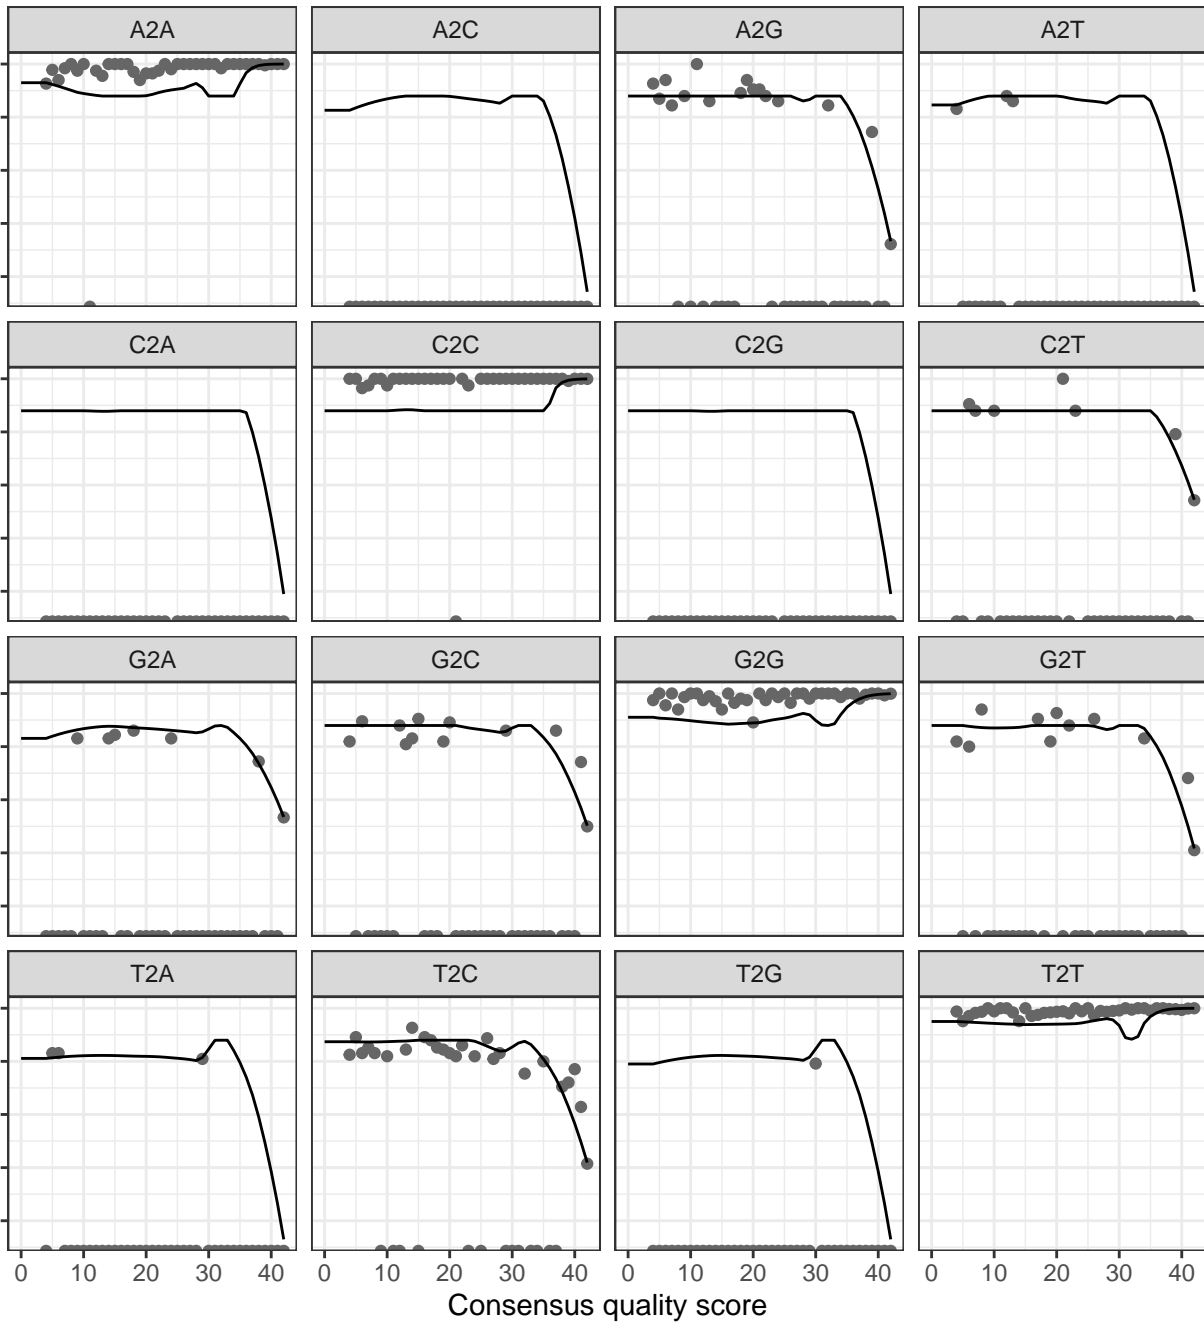 A2A A2C A2G A2T
C2A C2C C2G C2T
G2A G2C G2G G2T
T2A T2C T2G T2T
0 10 20 30 40 0 10 20 30 40 0 10 20 30 40 0 10 20 30 40
Consensus quality score